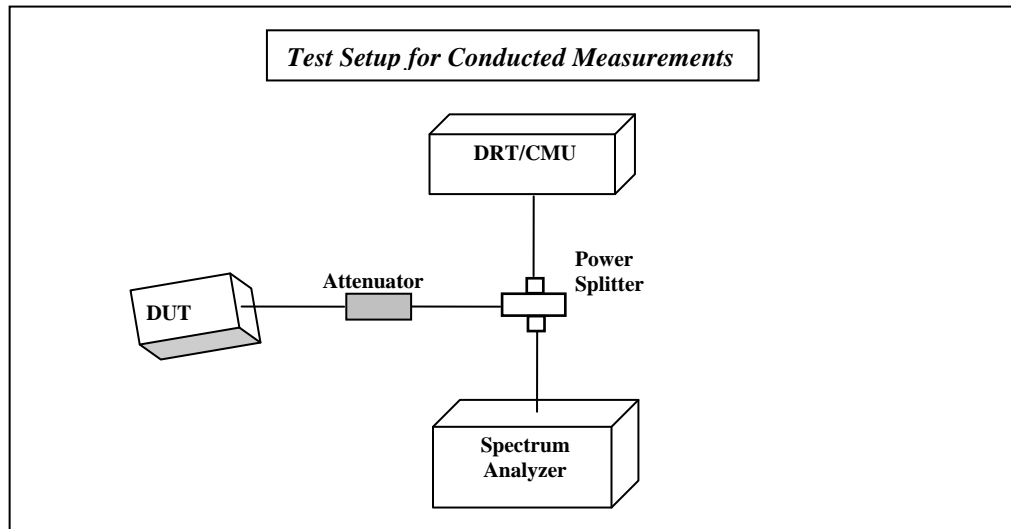 Test Setup for Conducted Measurements
DRT/CMU
Power
Splitter
Attenuator
DUT
Spectrum
Analyzer